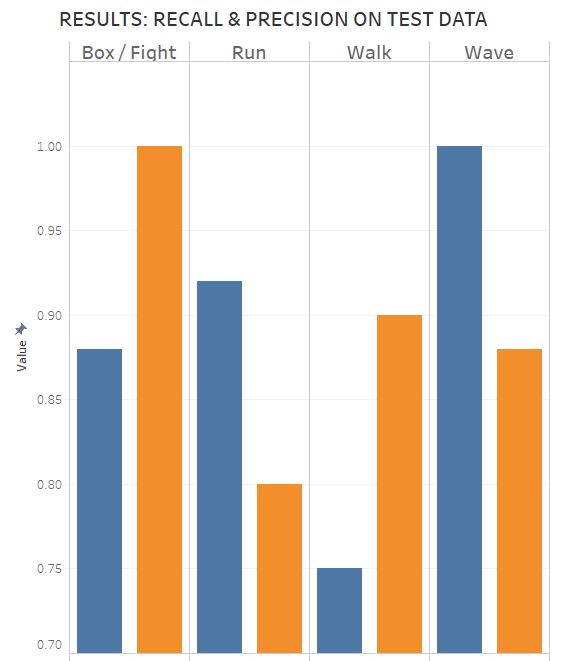 RESULTS: RECALL & PRECISION ON TEST DATA
Box / Fight Run Walk Wave
1.00
0.95
0.90
0.85
0.80
0.75
0.70
Value